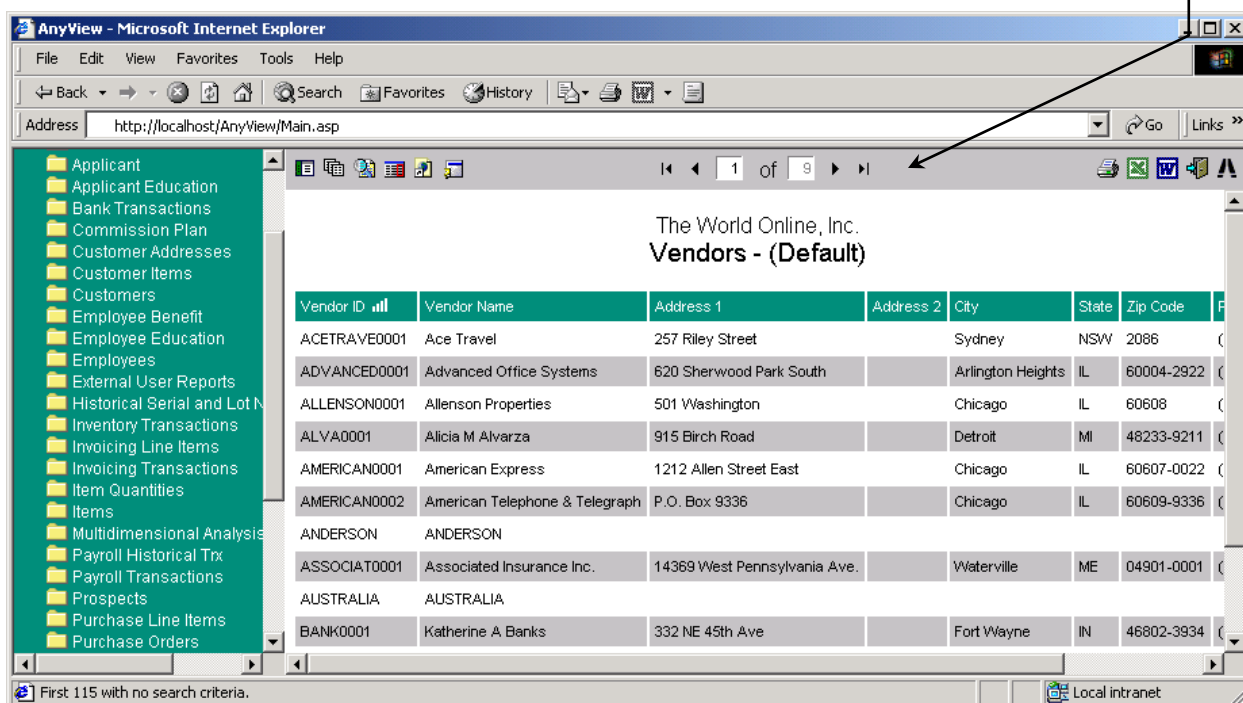 AnyView - Microsoft Internet Explorer
File Edit View Favorites Tools Help
Back Search Favorites History
Address http://localhost/AnyView/Main.asp Go Links »
1 of 9
Applicant
Applicant Education
Bank Transactions
Commission Plan
Customer Addresses
Customer Items
Customers
Employee Benefit
Employee Education
Employees
External User Reports
Historical Serial and Lot N
Inventory Transactions
Invoicing Line Items
Invoicing Transactions
Item Quantities
Items
Multidimensional Analysis
Payroll Historical Trx
Payroll Transactions
Prospects
Purchase Line Items
Purchase Orders
The World Online, Inc.
Vendors - (Default)
Vendor ID Vendor Name Address 1 Address 2 City State Zip Code
ACETRAVE0001 Ace Travel 257 Riley Street Sydney NSW 2086 (
ADVANCED0001 Advanced Office Systems 620 Sherwood Park South Arlington Heights IL 60004-2922 (
ALLENSON0001 Allenson Properties 501 Washington Chicago IL 60608 (
ALVA0001 Alicia M Alvarza 915 Birch Road Detroit MI 48233-9211 (
AMERICAN0001 American Express 1212 Allen Street East Chicago IL 60607-0022 (
AMERICAN0002 American Telephone & Telegraph P.O. Box 9336 Chicago IL 60609-9336 (
ANDERSON ANDERSON
ASSOCIAT0001 Associated Insurance Inc. 14369 West Pennsylvania Ave. Waterville ME 04901-0001 (
AUSTRALIA AUSTRALIA
BANK0001 Katherine A Banks 332 NE 45th Ave Fort Wayne IN 46802-3934 (
First 115 with no search criteria. Local intranet